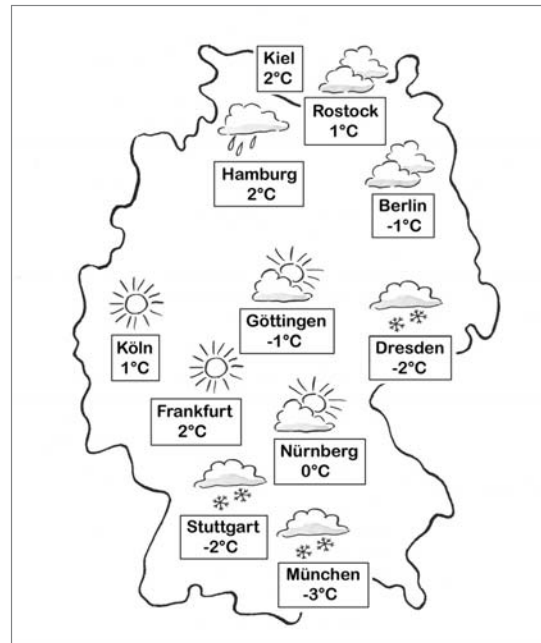 Kiel
2°C
Rostock
1°C
Hamburg
2°C
Berlin
-1°C
Göttingen
-1°C
Köln
1°C
Dresden
-2°C
Frankfurt
2°C
Nürnberg
0°C
Stuttgart
-2°C
München
-3°C